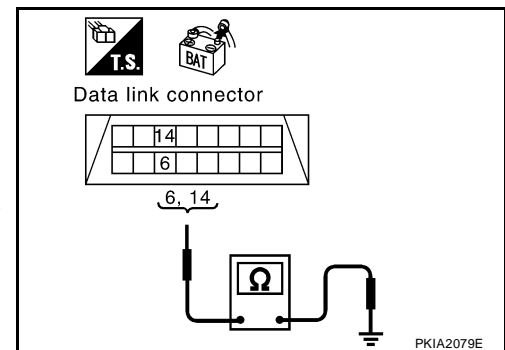 T.S.
BAT
Data link connector
14
6
6, 14
Ω
PKIA2079E